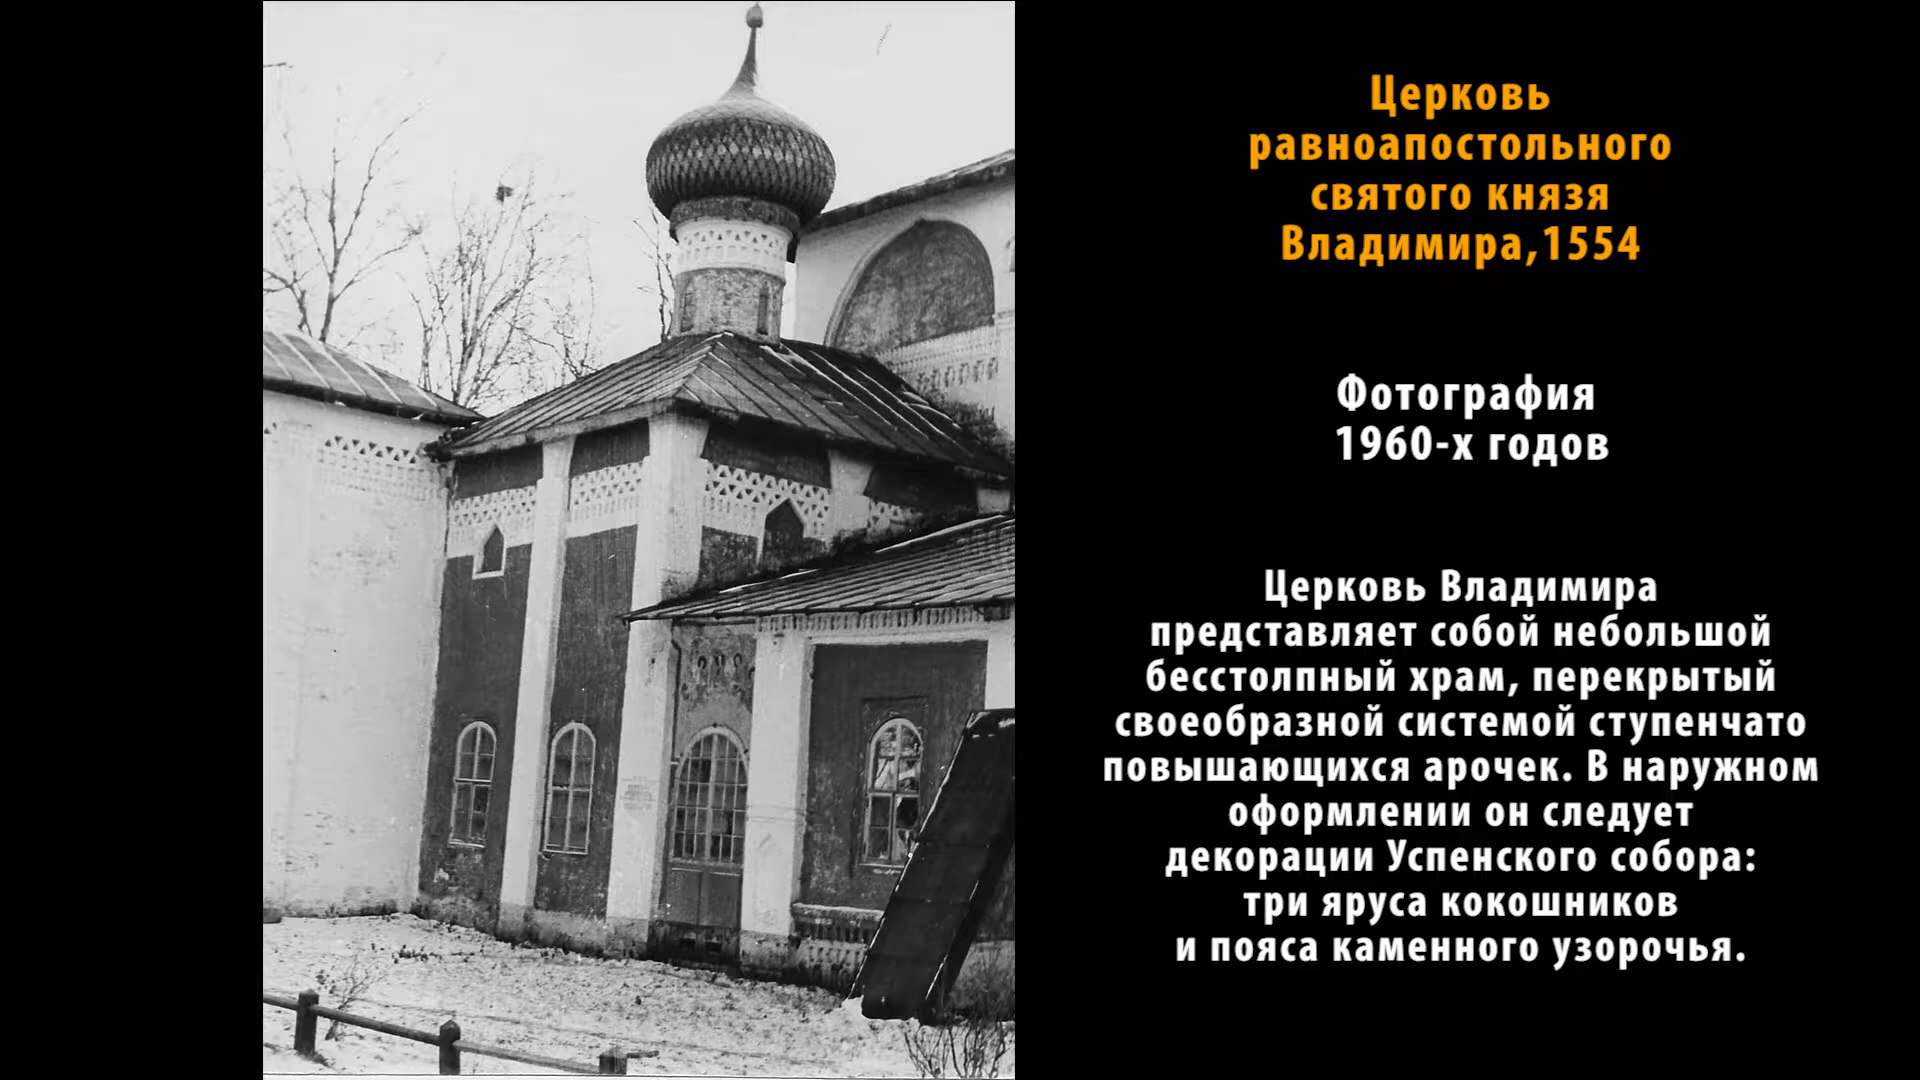 Церковь
равноапостольного
святого князя
Владимира,1554
Фотография
1960-х годов
Церковь Владимира
представляет собой небольшой
бесстолпный храм, перекрытый
своеобразной системой ступенчато
повышающихся арочек. В наружном
оформлении он следует
декорации Успенского собора:
три яруса кокошников
и пояса каменного узорочья.